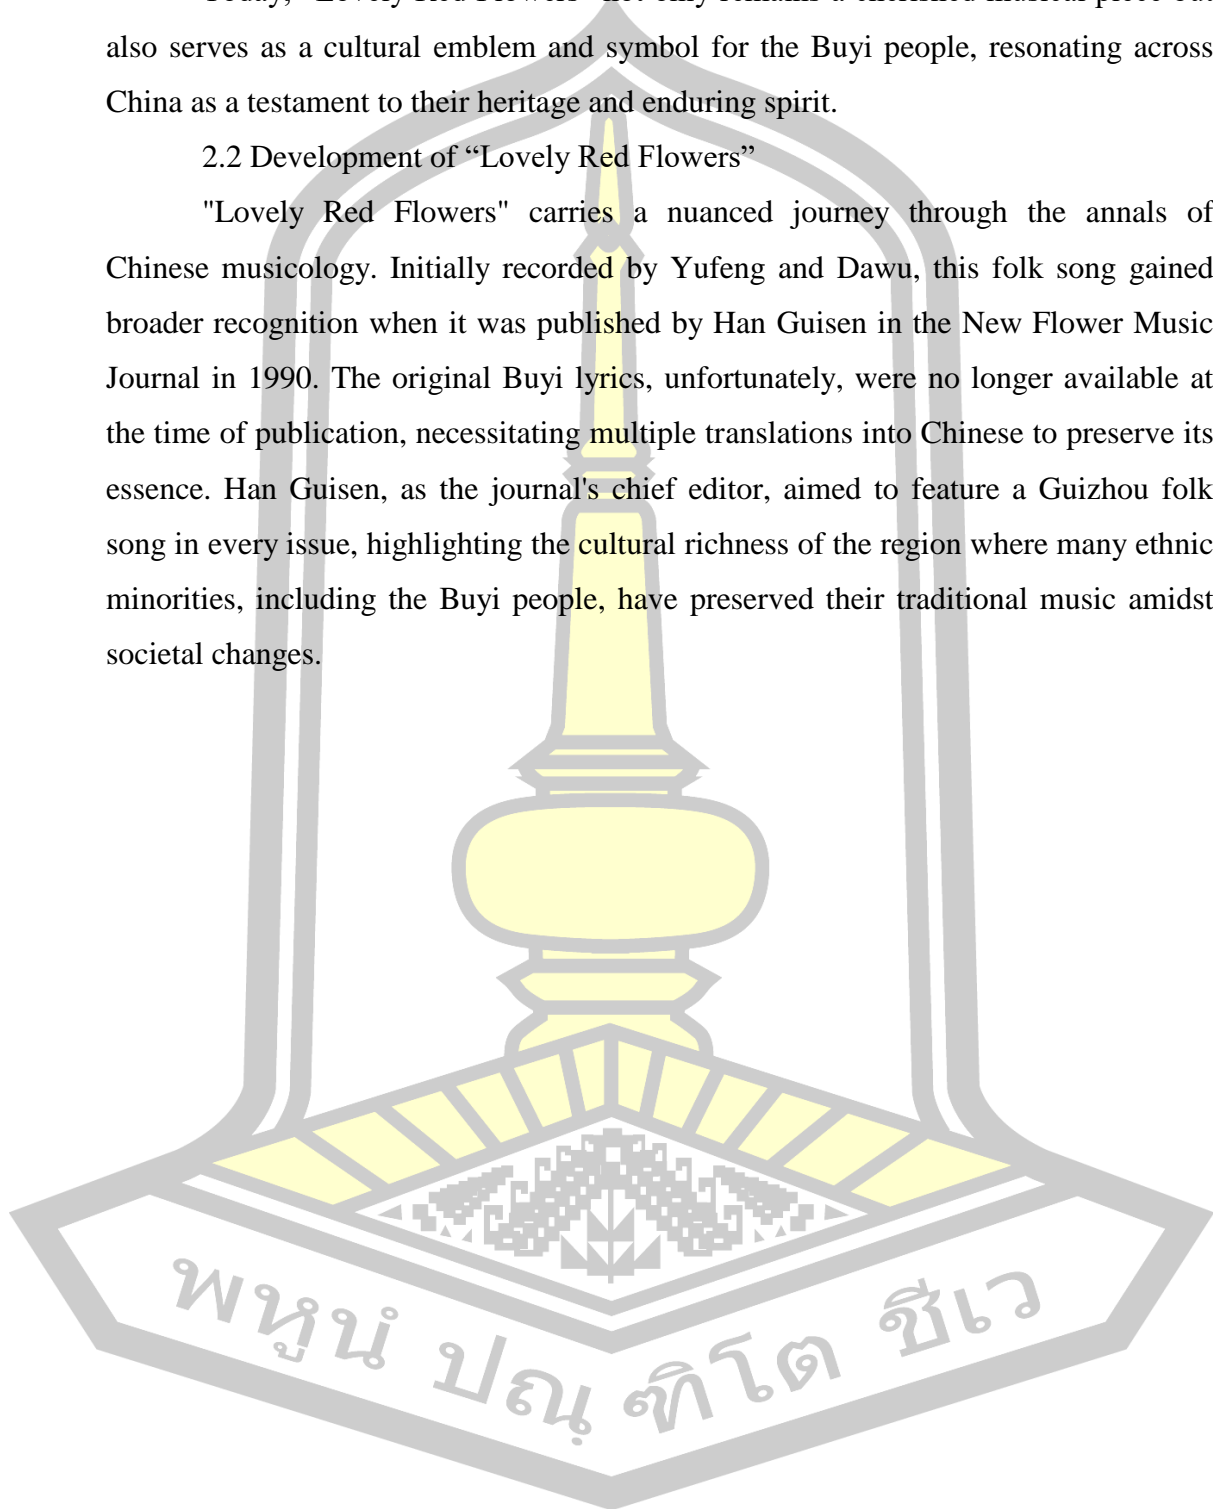 also serves as a cultural emblem and symbol for the Buyi people, resonating across
China as a testament to their heritage and enduring spirit.
2.2 Development of “Lovely Red Flowers”
"Lovely Red Flowers" carries a nuanced journey through the annals of
Chinese musicology. Initially recorded by Yufeng and Dawu, this folk song gained
broader recognition when it was published by Han Guisen in the New Flower Music
Journal in 1990. The original Buyi lyrics, unfortunately, were no longer available at
the time of publication, necessitating multiple translations into Chinese to preserve its
essence. Han Guisen, as the journal's chief editor, aimed to feature a Guizhou folk
song in every issue, highlighting the cultural richness of the region where many ethnic
minorities, including the Buyi people, have preserved their traditional music amidst
societal changes.
พหูนํ ปณฺฑิโต ชีเว